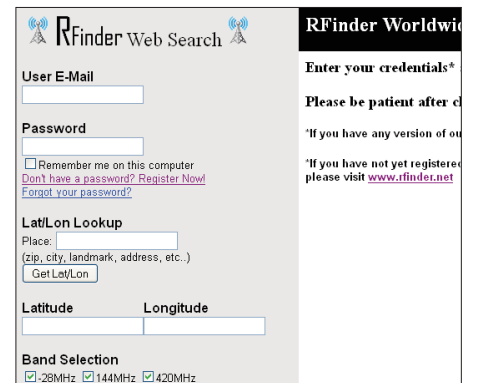 RFinder Web Search
User E-Mail
Password
Remember me on this computer
Don't have a password? Register Now!
Forgot your password?
Lat/Lon Lookup
Place:
(zip, city, landmark, address, etc..)
Get Lat/Lon
Latitude Longitude
Band Selection
-28MHz 144MHz 420MHz
RFinder Worldwi
Enter your credentials*
Please be patient after cl
*If you have any version of ou
*If you have not yet registered
please visit www.rfinder.net